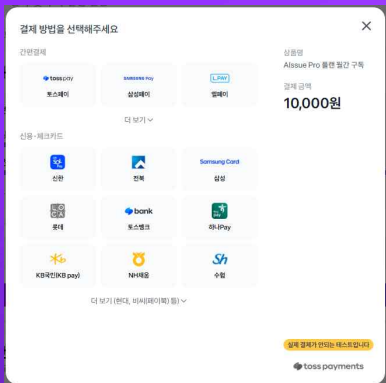 결제 방법을 선택해주세요
간편결제
toss pay
SAMSUNG Pay
L.PAY
토스페이
삼성페이
엘페이
더 보기
신용·체크카드
Samsung Card
신한
전북
삼성
LOCA
bank
롯데
토스뱅크
하나Pay
Sh
KB국민(KB pay)
NH채움
수협
더 보기 (현대, 비씨(페이북) 등)
상품명
AIssue Pro 플랜 월간 구독
결제 금액
10,000원
실제 결제가 안되는 테스트입니다
toss payments